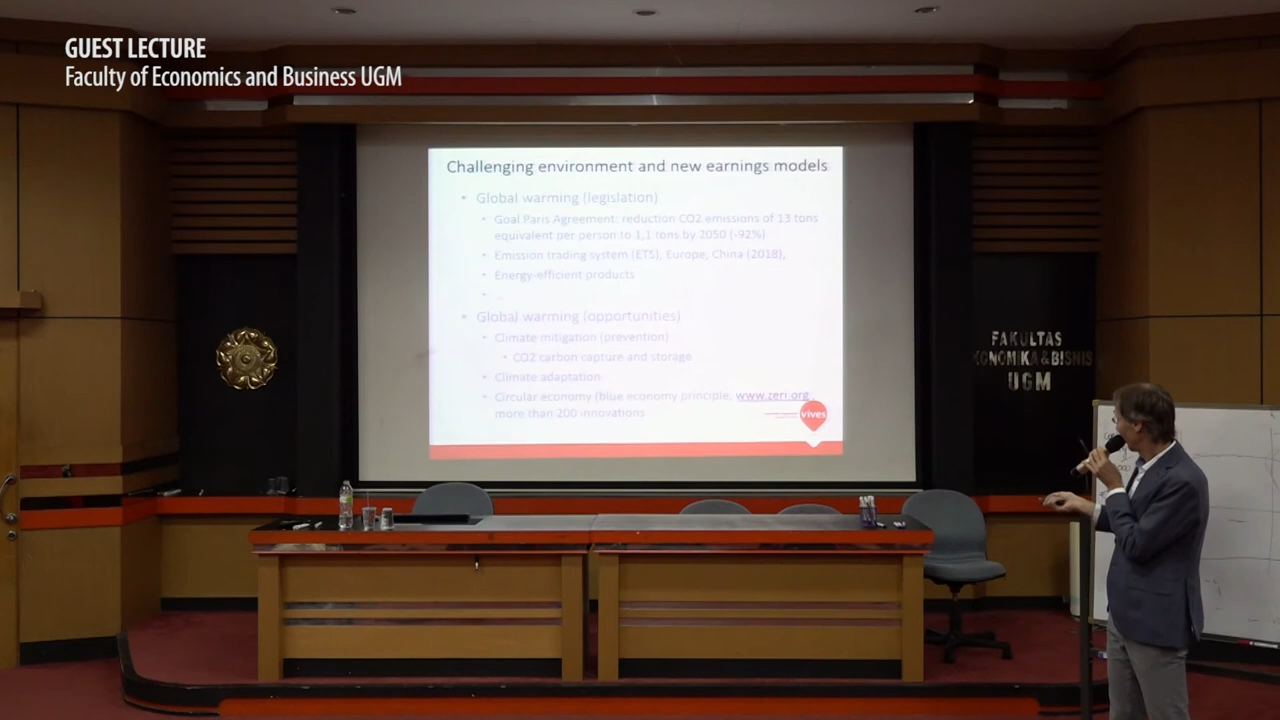 GUEST LECTURE
Faculty of Economics and Business UGM
Challenging environment and new earnings models
• Global warming (legislation)
• Goal Paris Agreement: reduction CO2 emissions of 13 tons
equivalent per person to 1,1 tons by 2050 (-92%)
• Emission trading system (ETS), Europe, China (2018),
• Energy-efficient products
• Global warming (opportunities)
• Climate mitigation (prevention)
• CO2 carbon capture and storage
• Climate adaptation
• Circular economy (blue economy principle, www.zeri.org,
more than 200 innovations
vives
FAKULTAS
KONOMIKA & BISNIS
UGM